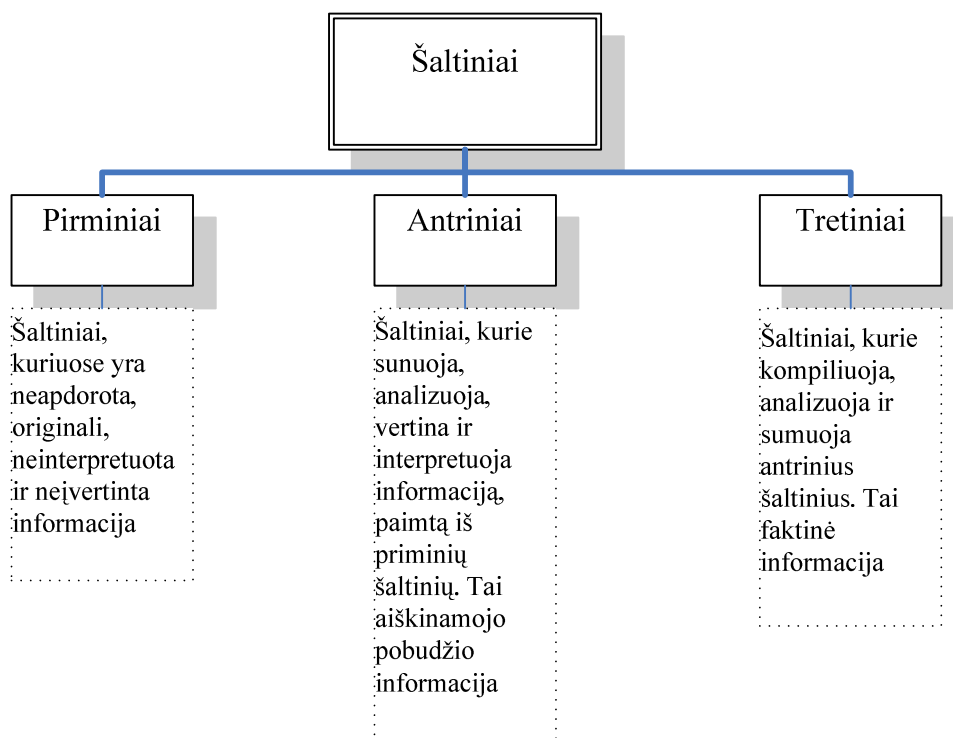 Šaltiniai
Pirminiai
Šaltiniai,
kuriuose yra
neapdorota,
originali,
neinterpretuota
ir neįvertinta
informacija
Antriniai
Šaltiniai, kurie
sunuoja,
analizuoja,
vertina ir
interpretuoja
informaciją,
paimtą iš
priminių
šaltinių. Tai
aiškinamojo
pobudžio
informacija
Tretiniai
Šaltiniai, kurie
kompiliuoja,
analizuoja ir
sumuoja
antrinius
šaltinius. Tai
faktinė
informacija